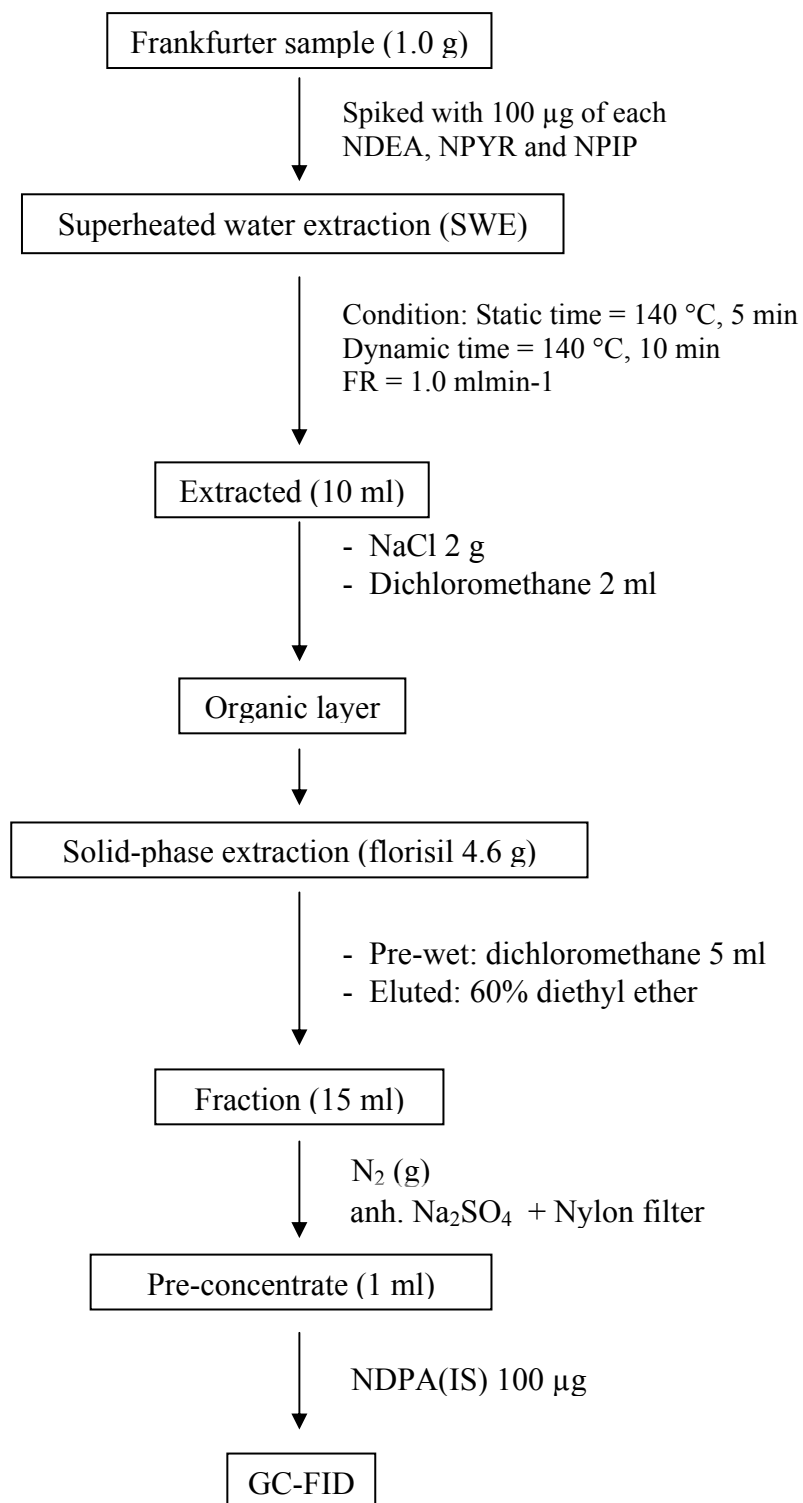 Frankfurter sample (1.0 g)
Spiked with 100 µg of each
NDEA, NPYR and NPIP
Superheated water extraction (SWE)
Condition: Static time = 140 °C, 5 min
Dynamic time = 140 °C, 10 min
FR = 1.0 mlmin-1
Extracted (10 ml)
- NaCl 2 g
- Dichloromethane 2 ml
Organic layer
Solid-phase extraction (florisil 4.6 g)
- Pre-wet: dichloromethane 5 ml
- Eluted: 60% diethyl ether
Fraction (15 ml)
N₂ (g)
anh. Na₂SO₄ + Nylon filter
Pre-concentrate (1 ml)
NDPA(IS) 100 µg
GC-FID